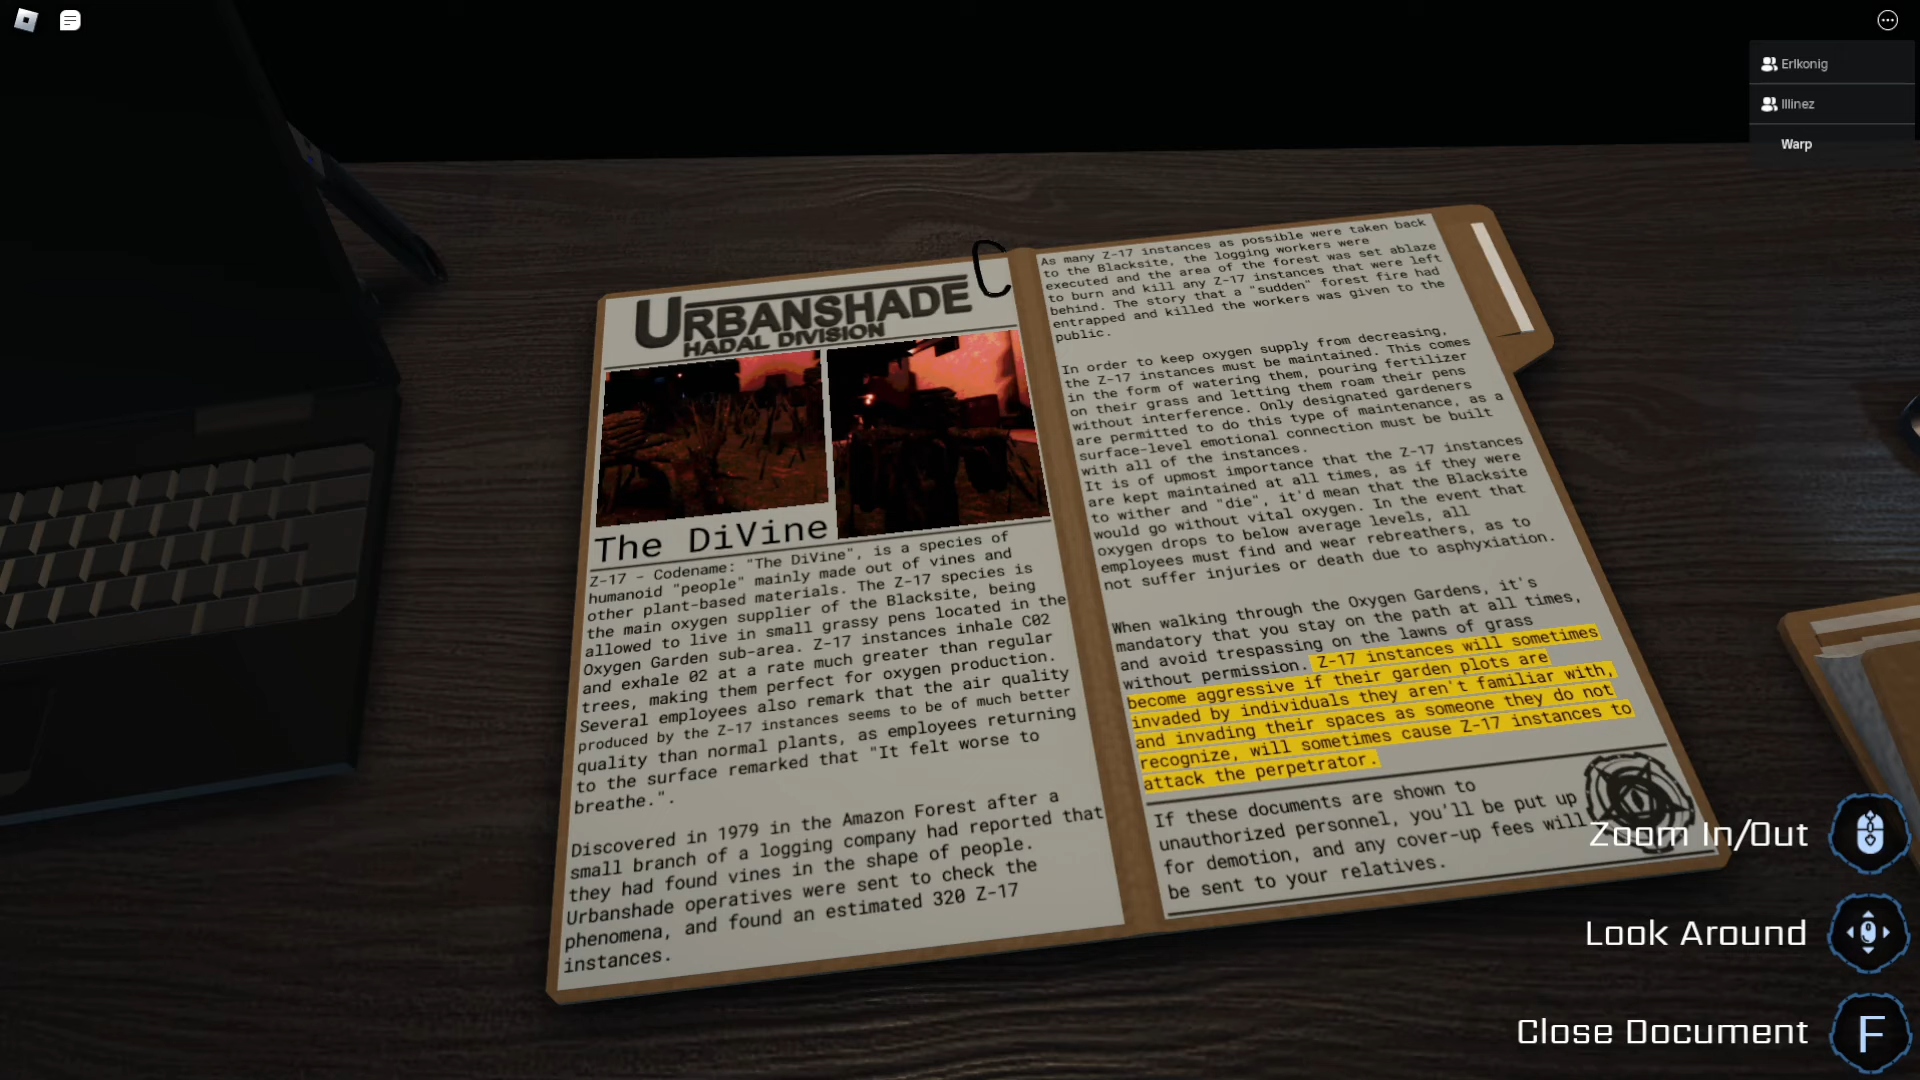 Erlkonig
Illinez
Warp
URBANSHADE
HADAL DIVISION
The DiVine
Z-17 - Codename: "The DiVine", is a species of
humanoid "people" mainly made out of vines and
other plant-based materials. The Z-17 species is
the main oxygen supplier of the Blacksite, being
allowed to live in small grassy pens located in the
Oxygen Garden sub-area. Z-17 instances inhale C02
and exhale 02 at a rate much greater than regular
trees, making them perfect for oxygen production.
Several employees also remark that the air quality
produced by the Z-17 instances seems to be of much better
quality than normal plants, as employees returning
to the surface remarked that "It felt worse to
breathe.".
Discovered in 1979 in the Amazon Forest after a
small branch of a logging company had reported that
they had found vines in the shape of people.
Urbanshade operatives were sent to check the
phenomena, and found an estimated 320 Z-17
instances.
As many Z-17 instances as possible were taken back
to the Blacksite, the logging workers were
executed and the area of the forest was set ablaze
to burn and kill any Z-17 instances that were left
behind. The story that a "sudden" forest fire had
entrapped and killed the workers was given to the
public.
In order to keep oxygen supply from decreasing,
the Z-17 instances must be maintained. This comes
in the form of watering them, pouring fertilizer
on their grass and letting them roam their pens
without interference. Only designated gardeners
are permitted to do this type of maintenance, as a
surface-level emotional connection must be built
with all of the instances.
It is of upmost importance that the Z-17 instances
are kept maintained at all times, as if they were
to wither and "die", it'd mean that the Blacksite
would go without vital oxygen. In the event that
oxygen drops to below average levels, all
employees must find and wear rebreathers, as to
not suffer injuries or death due to asphyxiation.
When walking through the Oxygen Gardens, it's
mandatory that you stay on the path at all times,
and avoid trespassing on the lawns of grass
without permission. Z-17 instances will sometimes
become aggressive if their garden plots are
invaded by individuals they aren't familiar with,
and invading their spaces as someone they do not
recognize, will sometimes cause Z-17 instances to
attack the perpetrator.
If these documents are shown to
unauthorized personnel, you'll be put up
for demotion, and any cover-up fees will
be sent to your relatives.
Zoom In/Out
Look Around
Close Document
F